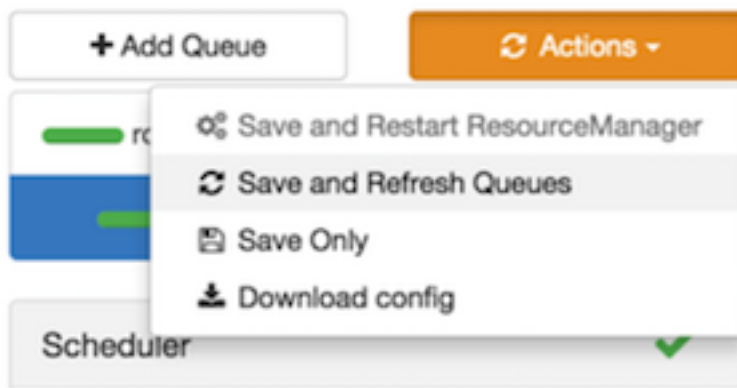 Add Queue
Actions
Save and Restart ResourceManager
Save and Refresh Queues
Save Only
Download config
Scheduler